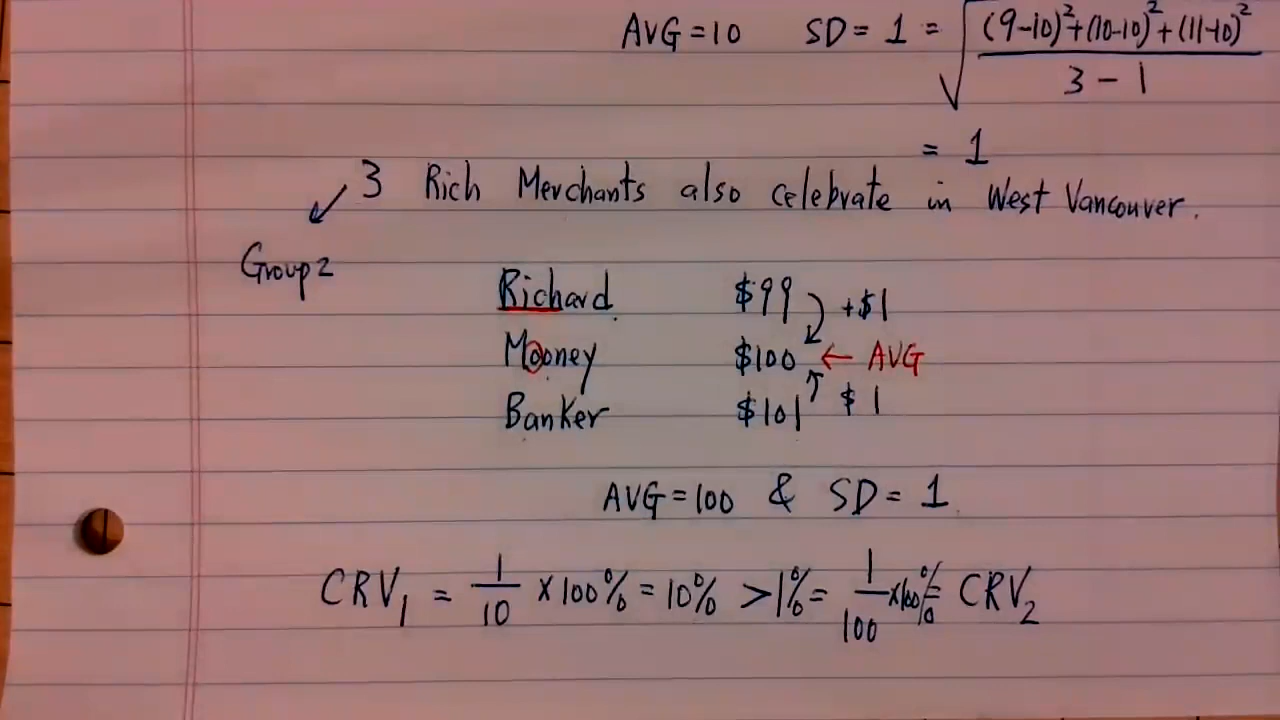 AVG = 10 SD = 1 = √((9-10)²+(10-10)²+(11-10)² / 3 - 1)
= 1
3 Rich Merchants also celebrate in West Vancouver.
Group 2
Richard $99 +$1
Mooney $100 ← AVG
Banker $101 $1
AVG = 100 & SD = 1
CRV₁ = 1/10 × 100% = 10% > 1% = 1/100 ×100% = CRV₂